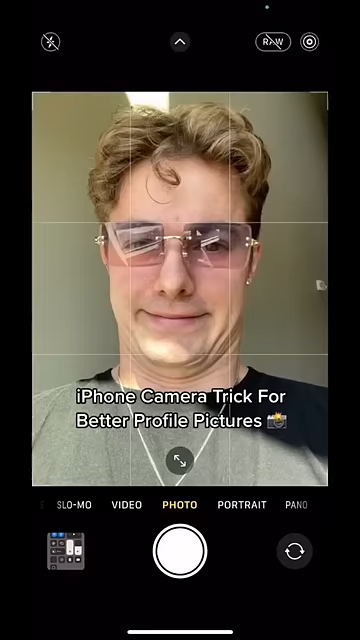 RAW
iPhone Camera Trick For
Better Profile Pictures 📸
SLO-MO VIDEO PHOTO PORTRAIT PANO